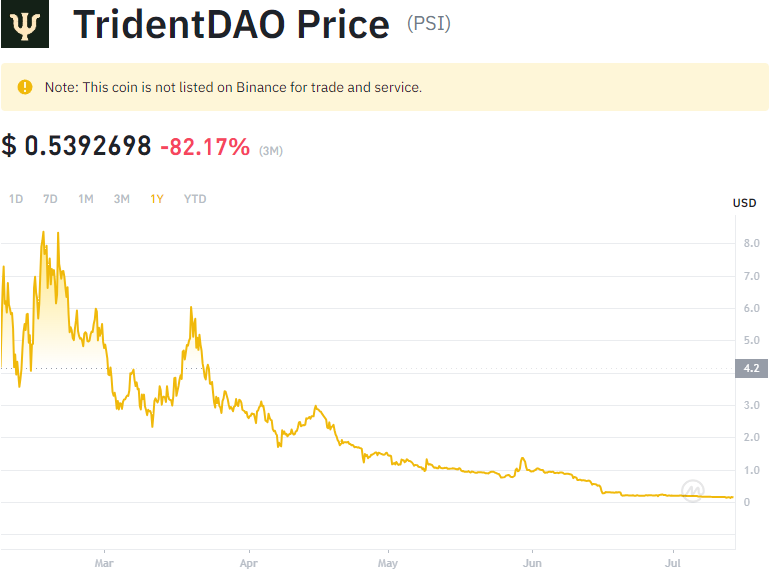 TridentDAO Price (PSI)
Note: This coin is not listed on Binance for trade and service.
$ 0.5392698 -82.17% (3M)
1D 7D 1M 3M 1Y YTD
USD
8.0
7.0
6.0
5.0
4.2
3.0
2.0
1.0
0
Mar Apr May Jun Jul